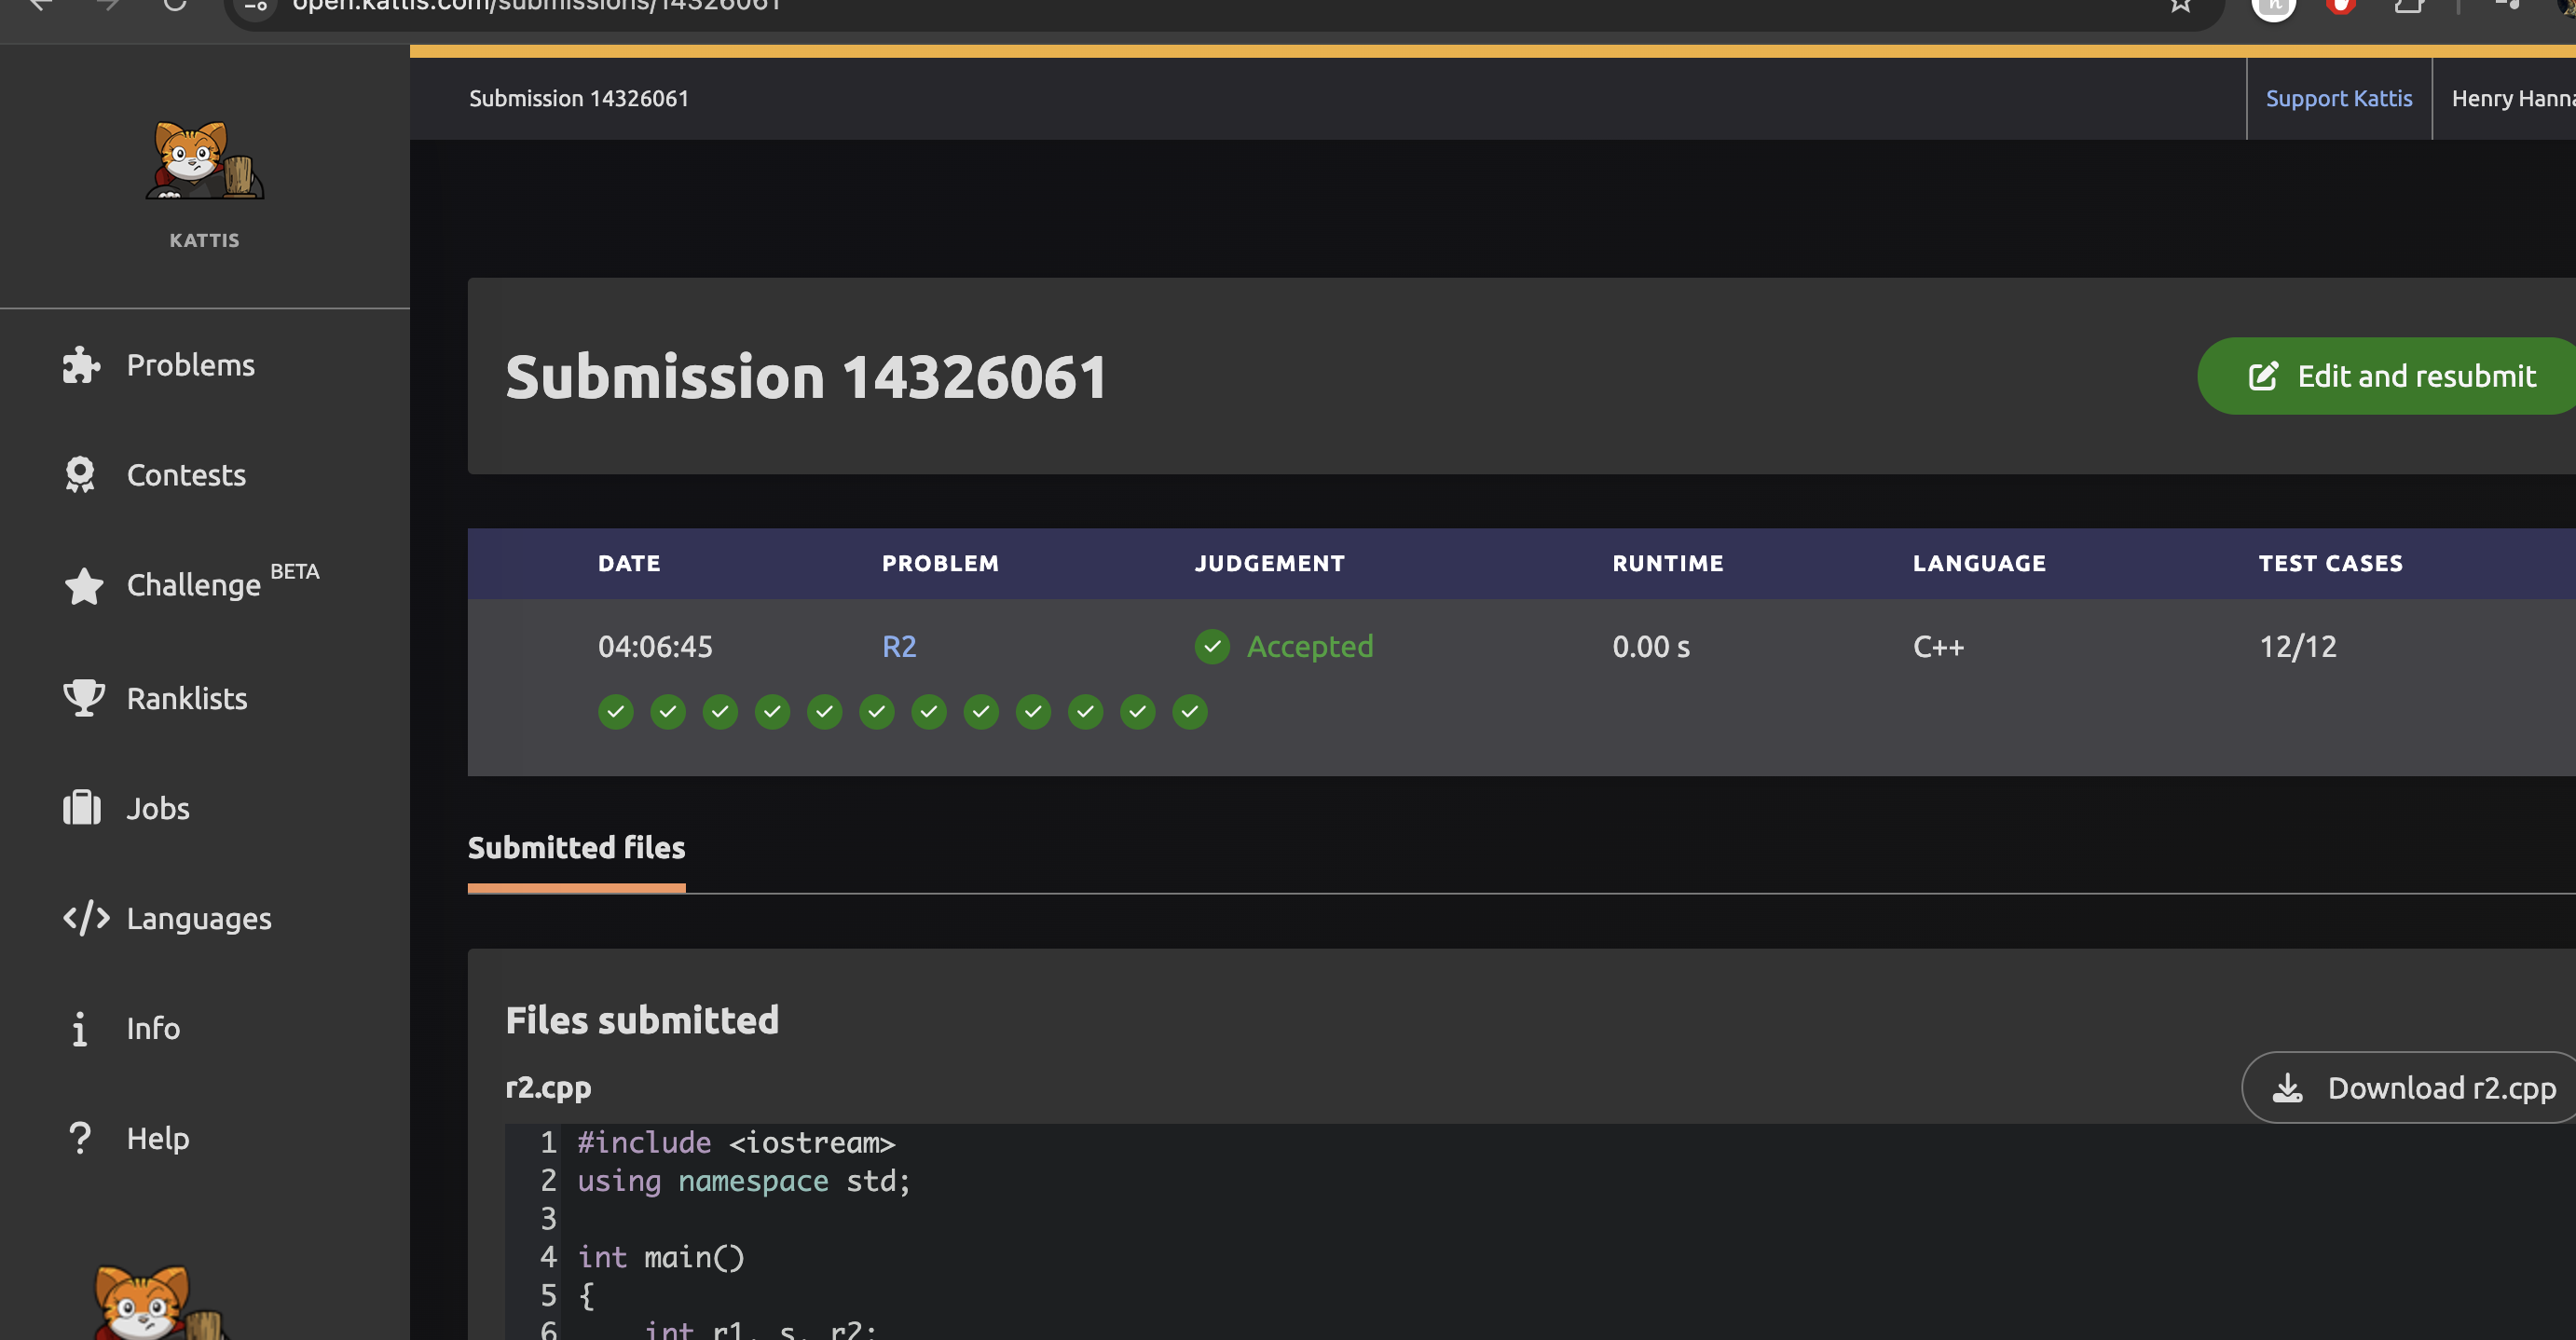 open.kattis.com/submissions/14326061
Submission 14326061
Support Kattis
Henry Hanna
KATTIS
Problems
Contests
Challenge BETA
Ranklists
Jobs
Languages
Info
Help
Submission 14326061
Edit and resubmit
DATE PROBLEM JUDGEMENT RUNTIME LANGUAGE TEST CASES
04:06:45 R2 Accepted 0.00 s C++ 12/12
Submitted files
Files submitted
r2.cpp
Download r2.cpp
1 #include <iostream>
2 using namespace std;
3
4 int main()
5 {
6 int r1, s, r2;